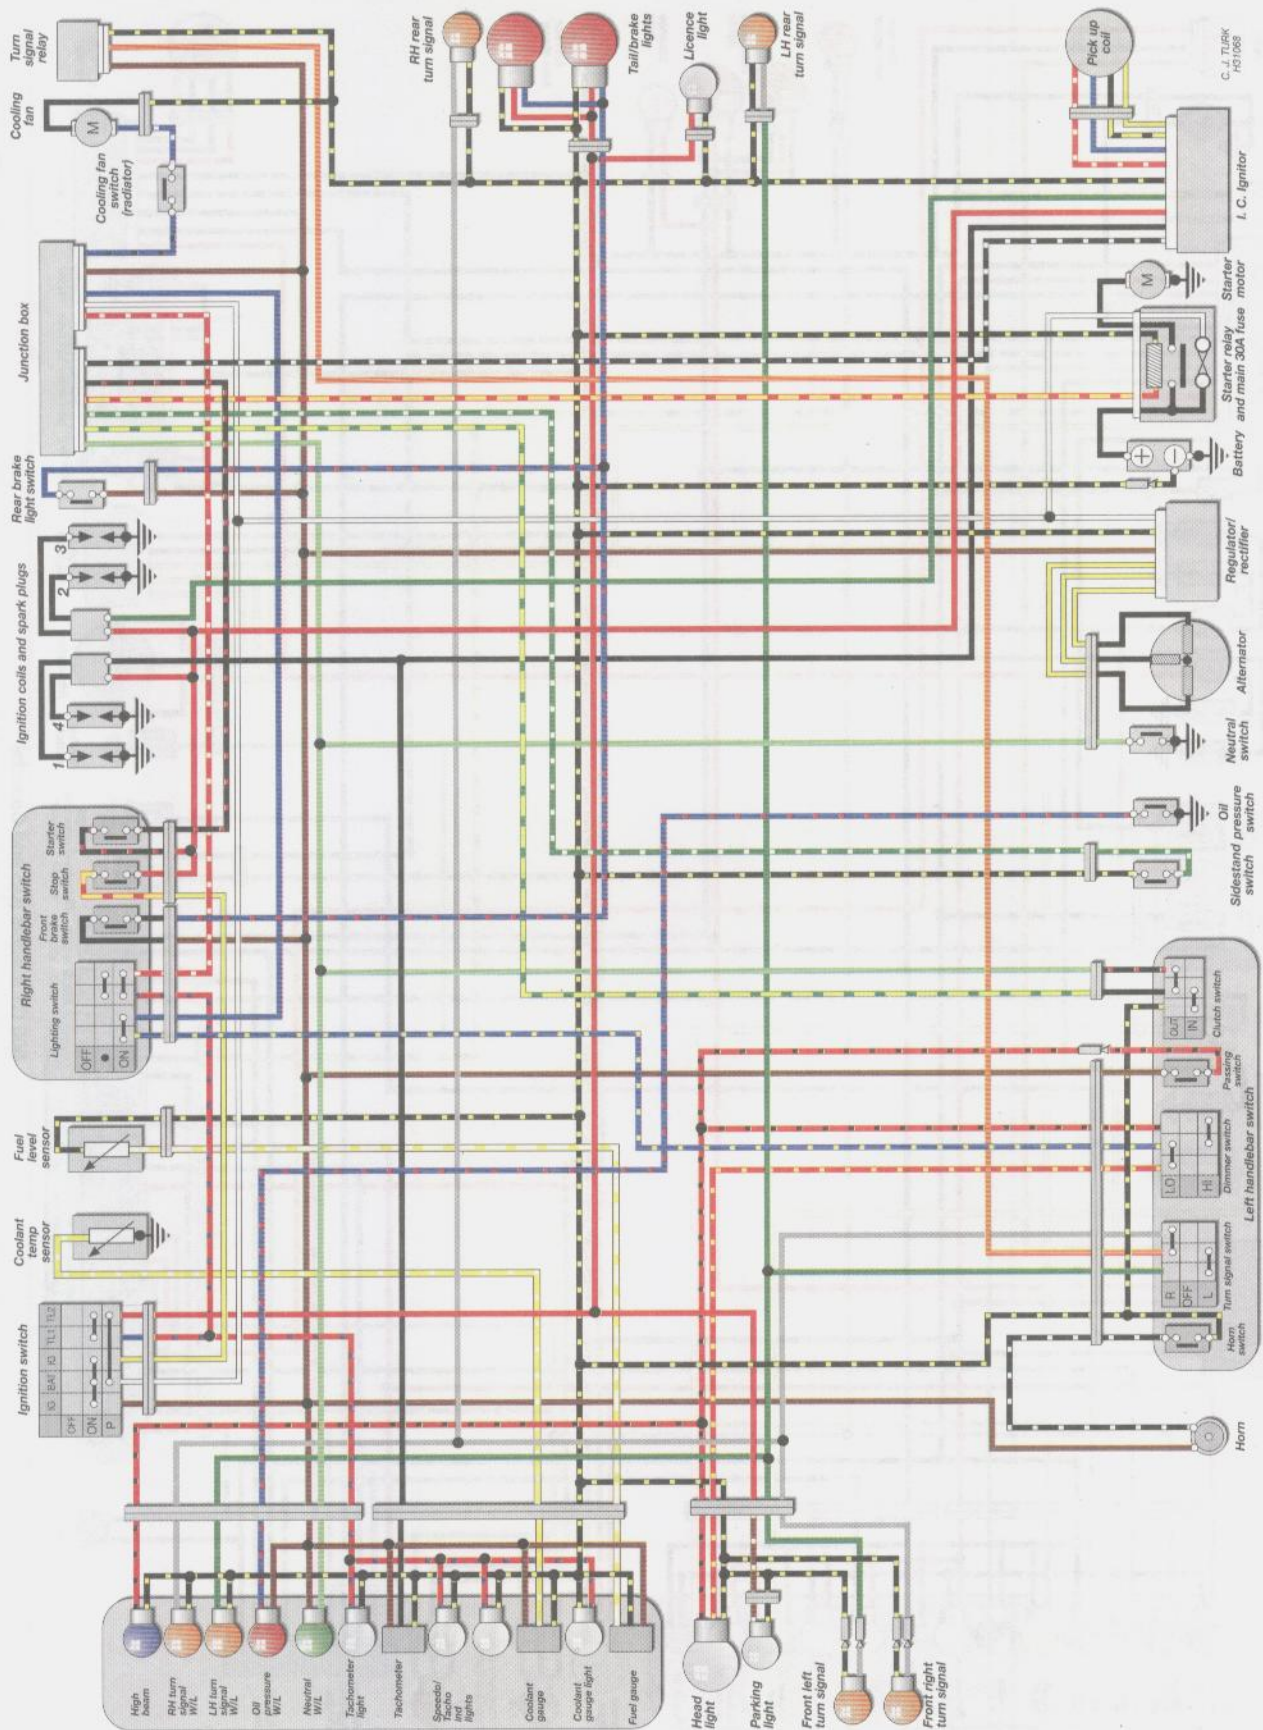 Turn
signal
relay
Cooling
fan
Cooling fan
switch
(radiator)
Junction box
Rear brake
light switch
Ignition coils and spark plugs
3
2
4
1
Right handlebar switch
Starter
switch
Stop
switch
Front
brake
switch
Lighting switch
OFF
ON
Fuel
level
sensor
Coolant
temp
sensor
Ignition switch
IG
BAT
IG
TL1
TL2
OFF
ON
P
High
beam
RH turn
signal
W/L
LH turn
signal
W/L
Oil
pressure
W/L
Neutral
W/L
Tachometer
light
Tachometer
Speedo/
Tacho
ind
lights
Coolant
gauge
Coolant
gauge light
Fuel gauge
Head
light
Parking
light
Front left
turn signal
Front right
turn signal
RH rear
turn signal
Tail/brake
lights
Licence
light
LH rear
turn signal
Pick up
coil
C. J. TURK
H31068
I. C. Ignitor
M
Starter
motor
M
Starter relay
and main 30A fuse
Battery
Regulator/
rectifier
Alternator
Neutral
switch
Oil
pressure
switch
Sidestand
switch
Clutch switch
OUT
IN
Passing
switch
Dimmer switch
LO
HI
Left handlebar switch
Turn signal switch
R
OFF
L
Horn
switch
Horn